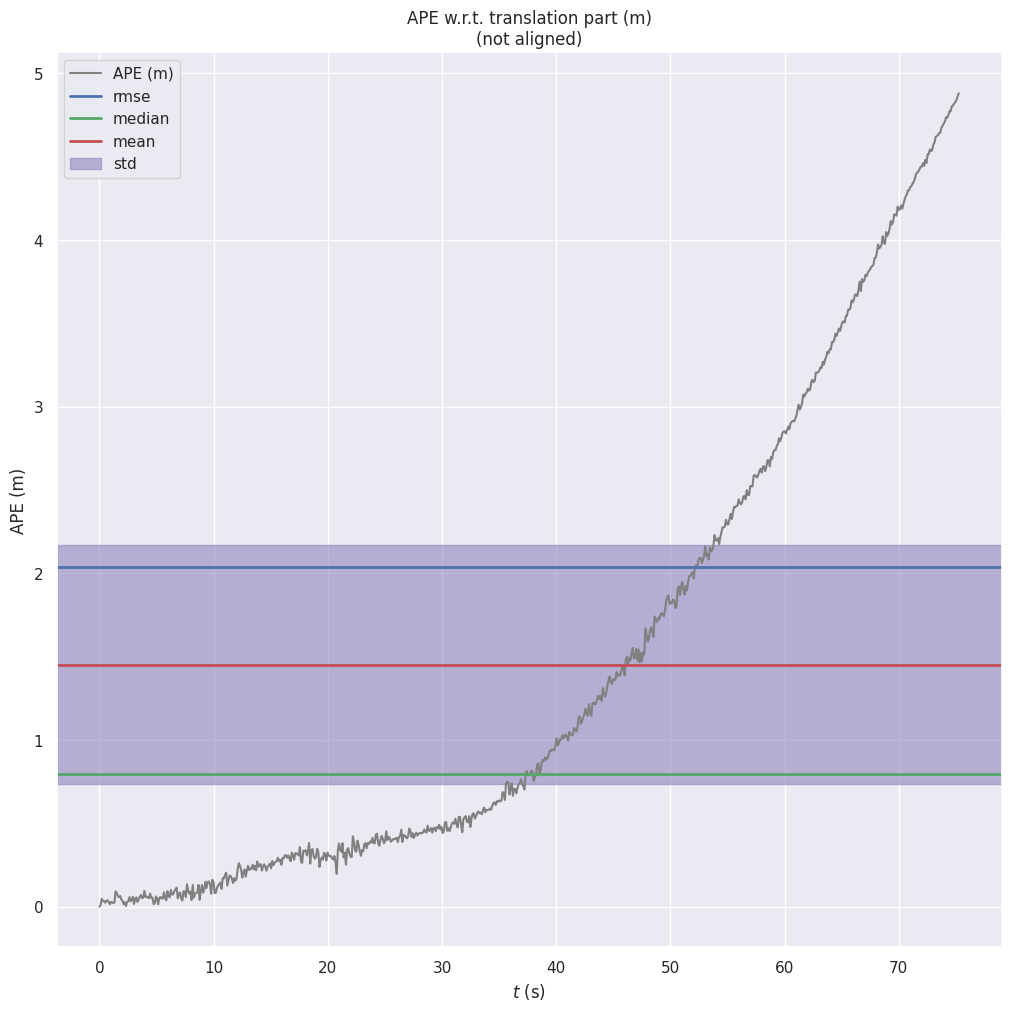 APE w.r.t. translation part (m)
(not aligned)
APE (m)
rmse
median
mean
std
5
4
3
2
1
0
APE (m)
0 10 20 30 40 50 60 70
t (s)